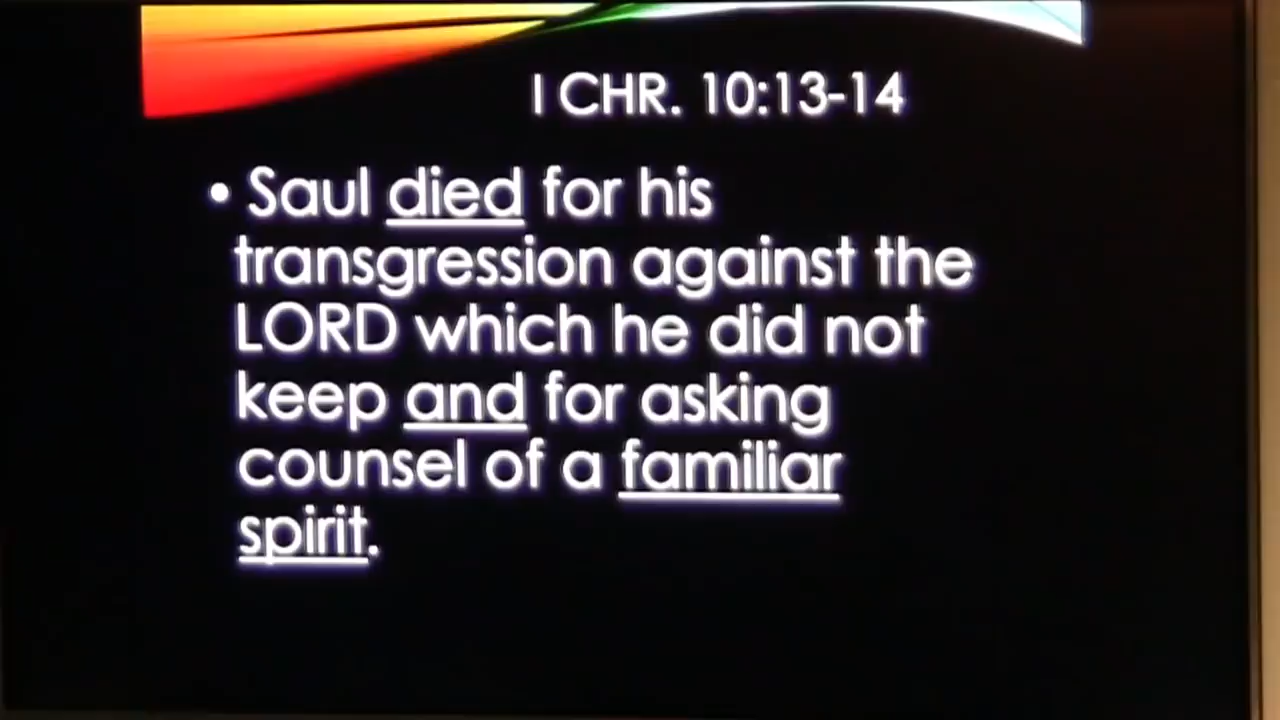 I CHR. 10:13-14
• Saul died for his
transgression against the
LORD which he did not
keep and for asking
counsel of a familiar
spirit.